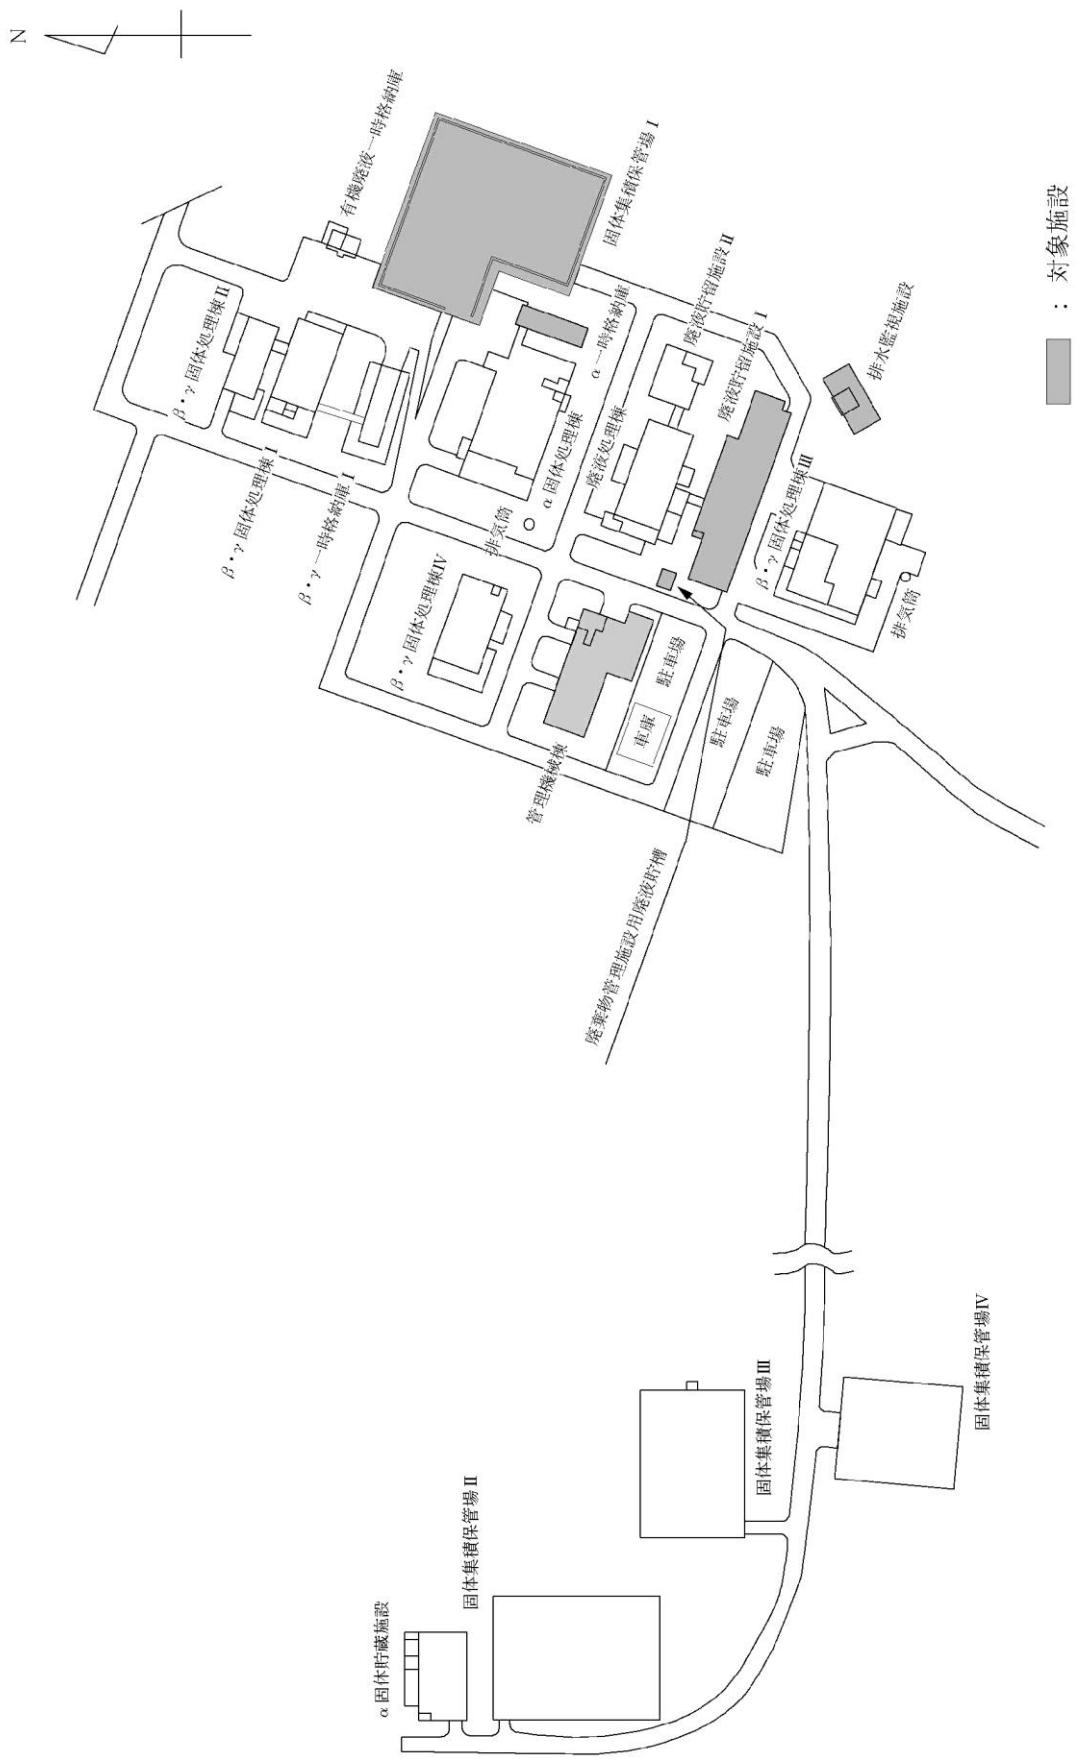 N
有機廃液一時格納庫
固体集積保管場Ⅰ
β・γ 固体処理棟Ⅱ
β・γ 固体処理棟Ⅰ
β・γ 一時格納庫Ⅰ
α 一時格納庫
α 固体処理棟
排気筒
廃液貯留施設Ⅱ
廃液処理棟
廃液貯留施設Ⅰ
排水監視施設
β・γ 固体処理棟Ⅲ
排気筒
β・γ 固体処理棟Ⅳ
管理機械棟
駐車場
車庫
駐車場
駐車場
廃棄物管理施設用廃液貯槽
固体集積保管場Ⅳ
固体集積保管場Ⅲ
固体集積保管場Ⅱ
α 固体貯蔵施設
：対象施設